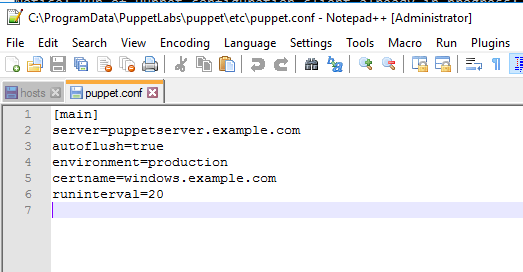 C:\ProgramData\PuppetLabs\puppet\etc\puppet.conf - Notepad++ [Administrator]
File Edit Search View Encoding Language Settings Tools Macro Run Plugins
hosts puppet.conf
1 [main]
2 server=puppetserver.example.com
3 autoflush=true
4 environment=production
5 certname=windows.example.com
6 runinterval=20
7